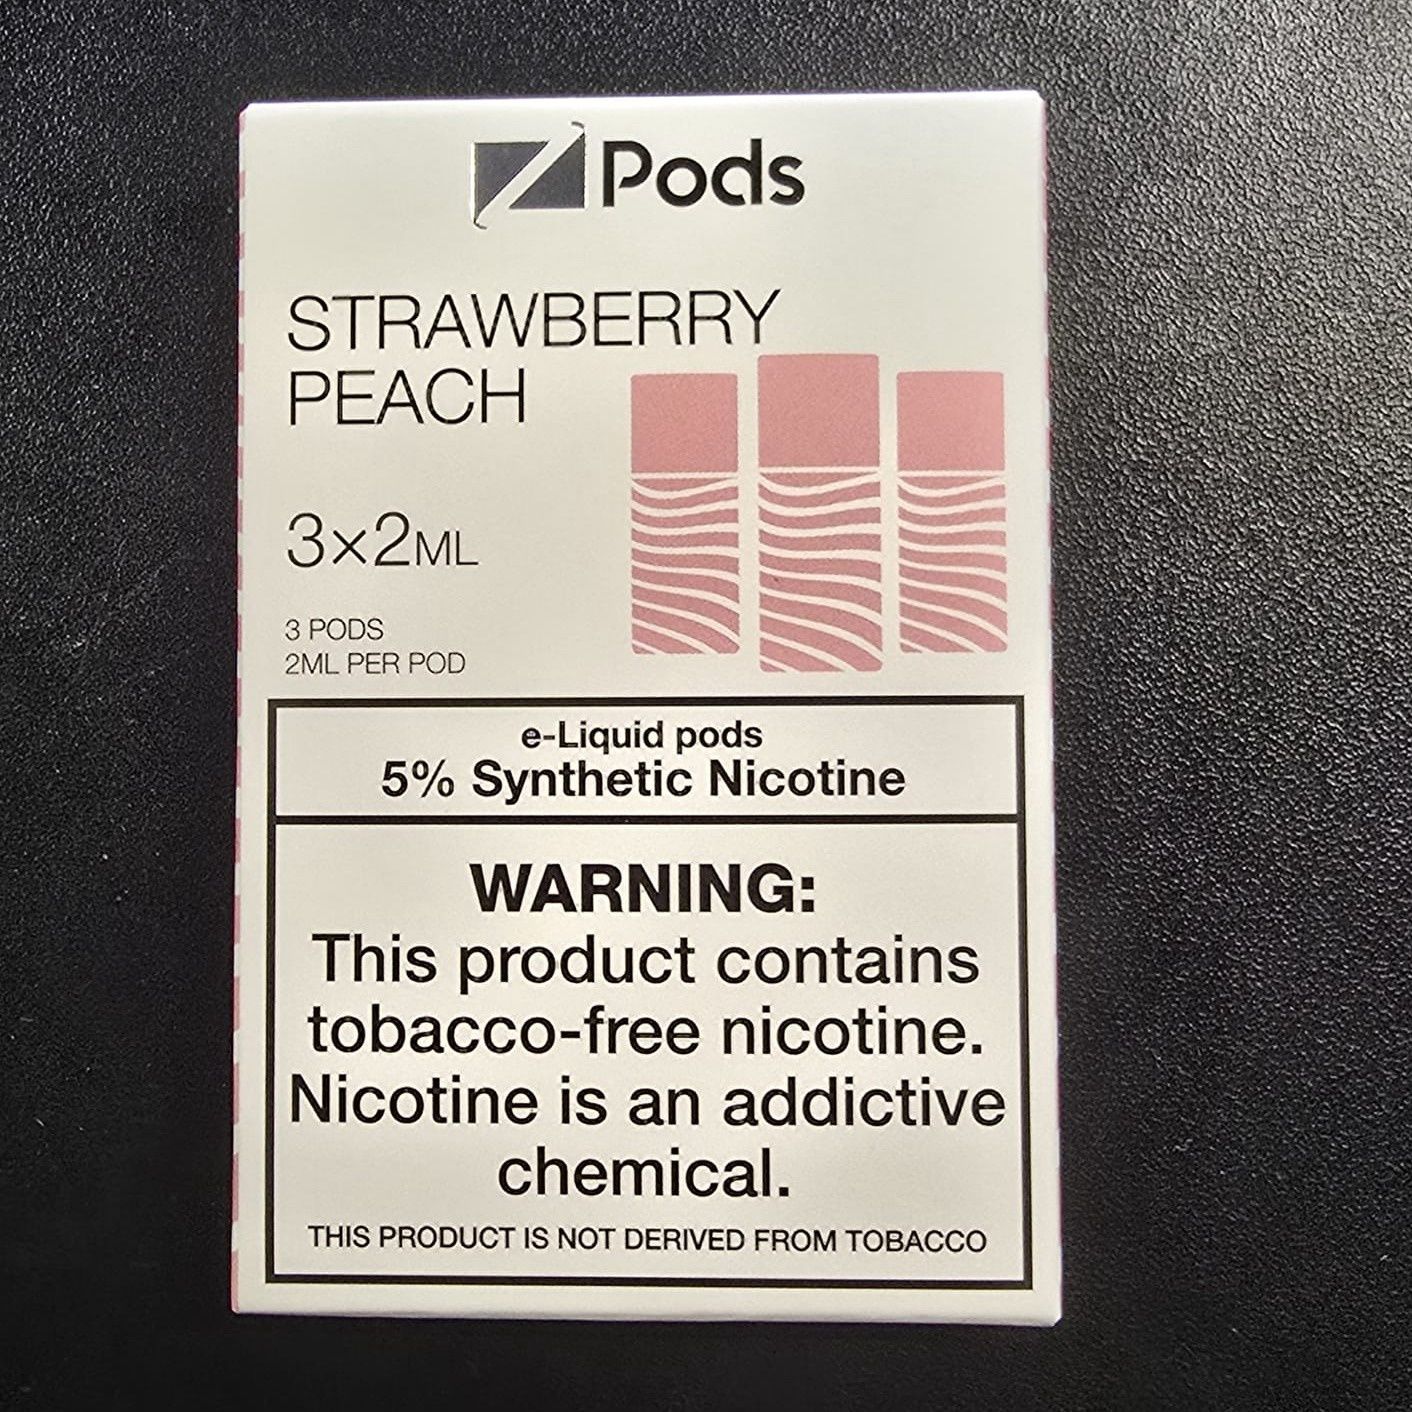 Z Pods
STRAWBERRY
PEACH
3×2ML
3 PODS
2ML PER POD
e-Liquid pods
5% Synthetic Nicotine
WARNING:
This product contains
tobacco-free nicotine.
Nicotine is an addictive
chemical.
THIS PRODUCT IS NOT DERIVED FROM TOBACCO